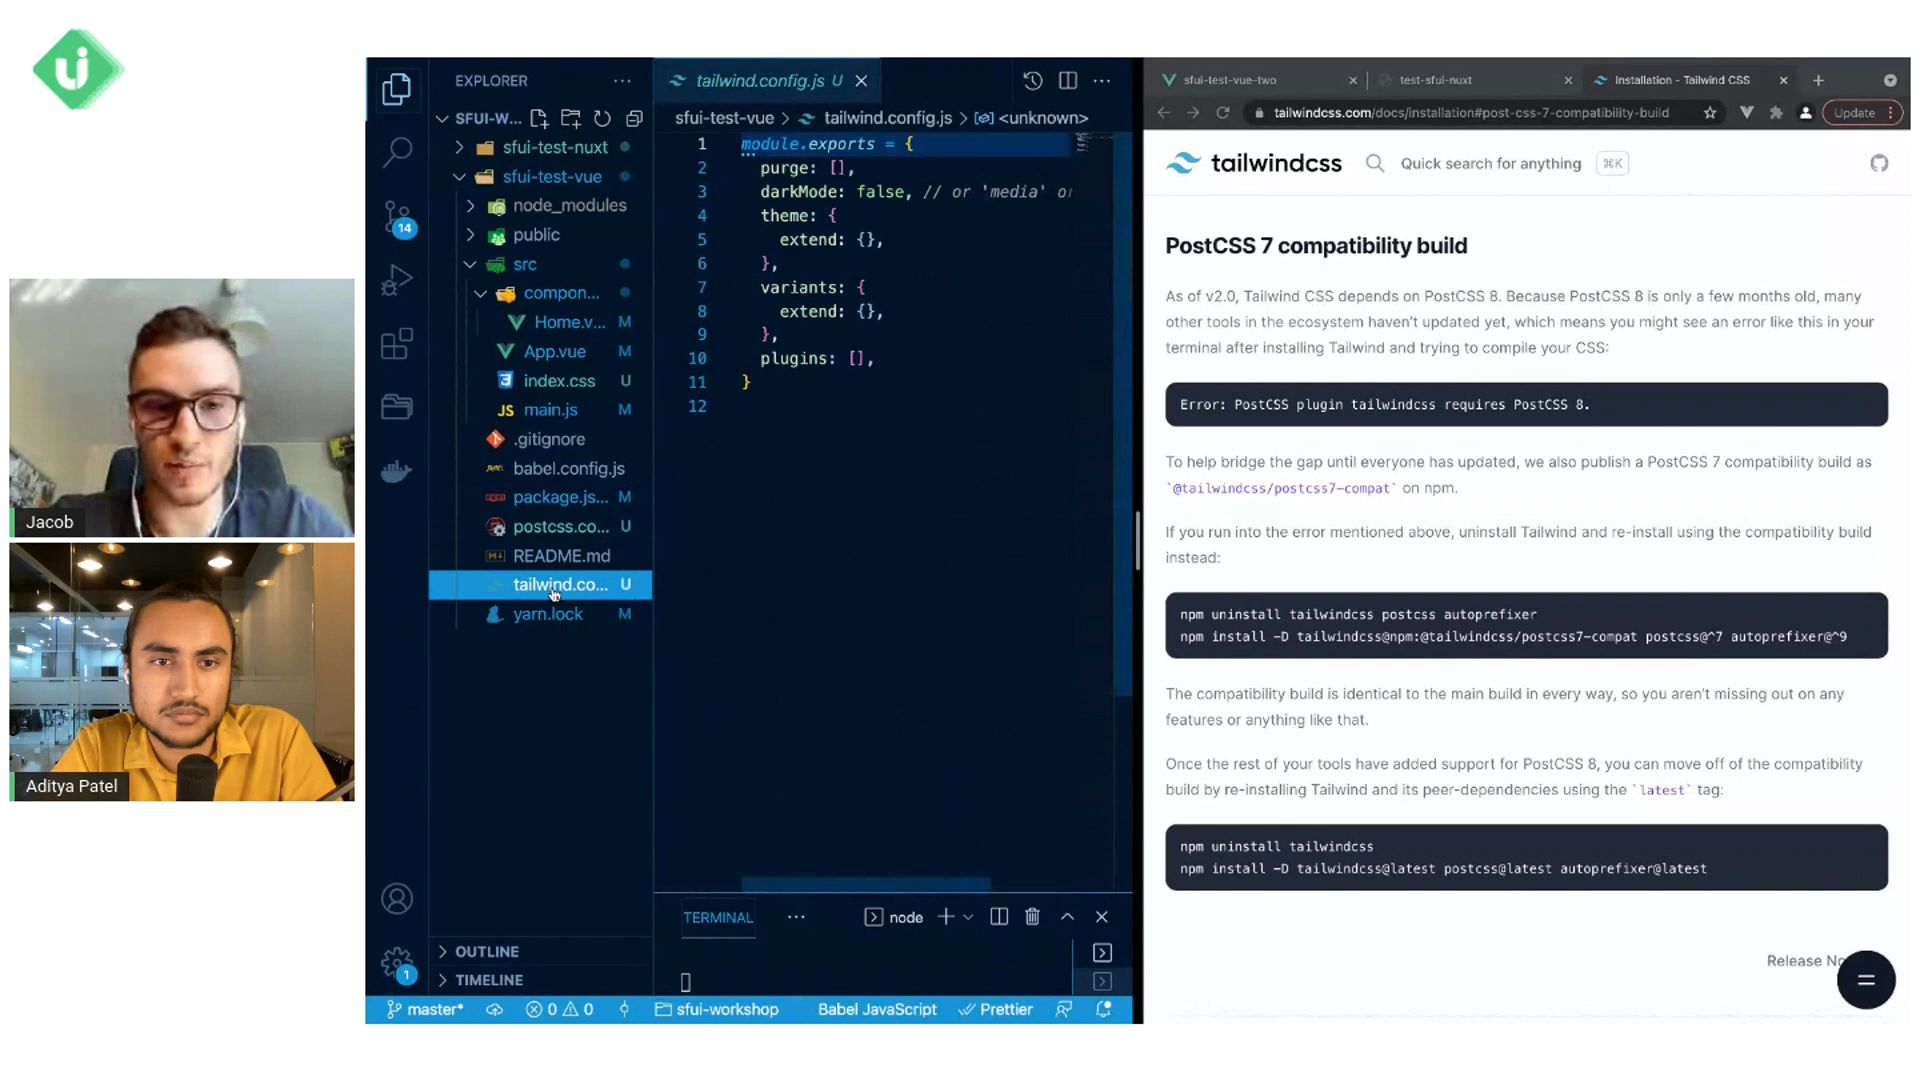 Jacob
Aditya Patel
EXPLORER
SFUI-W...
sfui-test-nuxt
sfui-test-vue
node_modules
public
src
compon...
Home.v... M
App.vue M
index.css U
JS main.js M
.gitignore
babel.config.js
package.js... M
postcss.co... U
README.md
tailwind.co... U
yarn.lock M
14
1
OUTLINE
TIMELINE
tailwind.config.js U
sfui-test-vue > tailwind.config.js > <unknown>
1 module.exports = {
2 purge: [],
3 darkMode: false, // or 'media' or
4 theme: {
5 extend: {},
6 },
7 variants: {
8 extend: {},
9 },
10 plugins: [],
11 }
12
TERMINAL
node
master*
0 0
sfui-workshop
Babel JavaScript
Prettier
sfui-test-vue-two
test-sfui-nuxt
Installation - Tailwind CSS
tailwindcss.com/docs/installation#post-css-7-compatibility-build
Update
tailwindcss
Quick search for anything
⌘K
PostCSS 7 compatibility build
As of v2.0, Tailwind CSS depends on PostCSS 8. Because PostCSS 8 is only a few months old, many
other tools in the ecosystem haven't updated yet, which means you might see an error like this in your
terminal after installing Tailwind and trying to compile your CSS:
Error: PostCSS plugin tailwindcss requires PostCSS 8.
To help bridge the gap until everyone has updated, we also publish a PostCSS 7 compatibility build as
`@tailwindcss/postcss7-compat` on npm.
If you run into the error mentioned above, uninstall Tailwind and re-install using the compatibility build
instead:
npm uninstall tailwindcss postcss autoprefixer
npm install -D tailwindcss@npm:@tailwindcss/postcss7-compat postcss@^7 autoprefixer@^9
The compatibility build is identical to the main build in every way, so you aren't missing out on any
features or anything like that.
Once the rest of your tools have added support for PostCSS 8, you can move off of the compatibility
build by re-installing Tailwind and its peer-dependencies using the `latest` tag:
npm uninstall tailwindcss
npm install -D tailwindcss@latest postcss@latest autoprefixer@latest
Release No